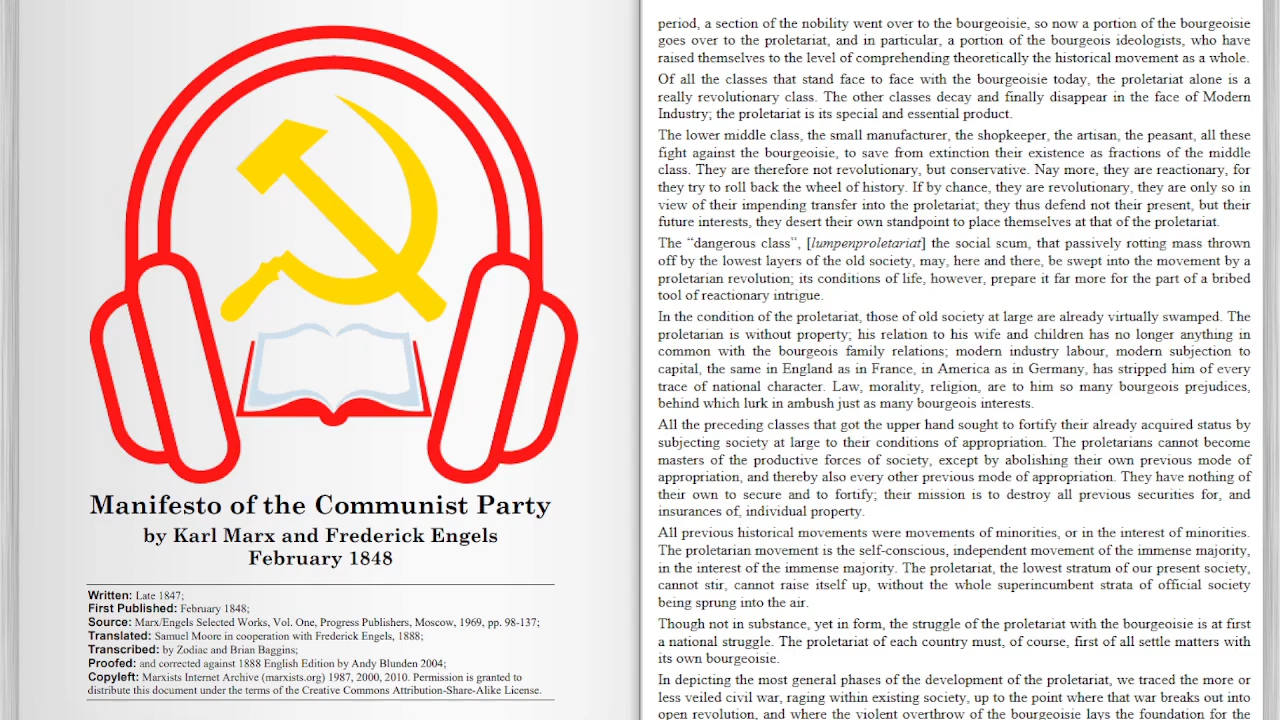 Manifesto of the Communist Party
by Karl Marx and Frederick Engels
February 1848
Written: Late 1847;
First Published: February 1848;
Source: Marx/Engels Selected Works, Vol. One, Progress Publishers, Moscow, 1969, pp. 98-137;
Translated: Samuel Moore in cooperation with Frederick Engels, 1888;
Transcribed: by Zodiac and Brian Baggins;
Proofed: and corrected against 1888 English Edition by Andy Blunden 2004;
Copyleft: Marxists Internet Archive (marxists.org) 1987, 2000, 2010. Permission is granted to
distribute this document under the terms of the Creative Commons Attribution-Share-Alike License.
period, a section of the nobility went over to the bourgeoisie, so now a portion of the bourgeoisie
goes over to the proletariat, and in particular, a portion of the bourgeois ideologists, who have
raised themselves to the level of comprehending theoretically the historical movement as a whole.
Of all the classes that stand face to face with the bourgeoisie today, the proletariat alone is a
really revolutionary class. The other classes decay and finally disappear in the face of Modern
Industry; the proletariat is its special and essential product.
The lower middle class, the small manufacturer, the shopkeeper, the artisan, the peasant, all these
fight against the bourgeoisie, to save from extinction their existence as fractions of the middle
class. They are therefore not revolutionary, but conservative. Nay more, they are reactionary, for
they try to roll back the wheel of history. If by chance, they are revolutionary, they are only so in
view of their impending transfer into the proletariat; they thus defend not their present, but their
future interests, they desert their own standpoint to place themselves at that of the proletariat.
The “dangerous class”, [lumpenproletariat] the social scum, that passively rotting mass thrown
off by the lowest layers of the old society, may, here and there, be swept into the movement by a
proletarian revolution; its conditions of life, however, prepare it far more for the part of a bribed
tool of reactionary intrigue.
In the condition of the proletariat, those of old society at large are already virtually swamped. The
proletarian is without property; his relation to his wife and children has no longer anything in
common with the bourgeois family relations; modern industry labour, modern subjection to
capital, the same in England as in France, in America as in Germany, has stripped him of every
trace of national character. Law, morality, religion, are to him so many bourgeois prejudices,
behind which lurk in ambush just as many bourgeois interests.
All the preceding classes that got the upper hand sought to fortify their already acquired status by
subjecting society at large to their conditions of appropriation. The proletarians cannot become
masters of the productive forces of society, except by abolishing their own previous mode of
appropriation, and thereby also every other previous mode of appropriation. They have nothing of
their own to secure and to fortify; their mission is to destroy all previous securities for, and
insurances of, individual property.
All previous historical movements were movements of minorities, or in the interest of minorities.
The proletarian movement is the self-conscious, independent movement of the immense majority,
in the interest of the immense majority. The proletariat, the lowest stratum of our present society,
cannot stir, cannot raise itself up, without the whole superincumbent strata of official society
being sprung into the air.
Though not in substance, yet in form, the struggle of the proletariat with the bourgeoisie is at first
a national struggle. The proletariat of each country must, of course, first of all settle matters with
its own bourgeoisie.
In depicting the most general phases of the development of the proletariat, we traced the more or
less veiled civil war, raging within existing society, up to the point where that war breaks out into
open revolution, and where the violent overthrow of the bourgeoisie lays the foundation for the